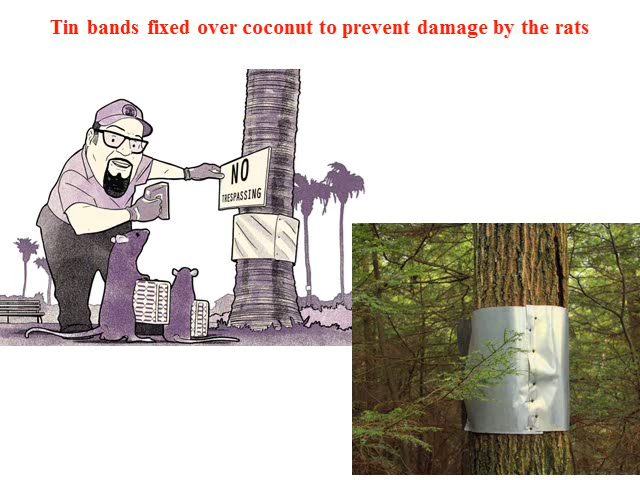 Tin bands fixed over coconut to prevent damage by the rats
NO
TRESPASSING